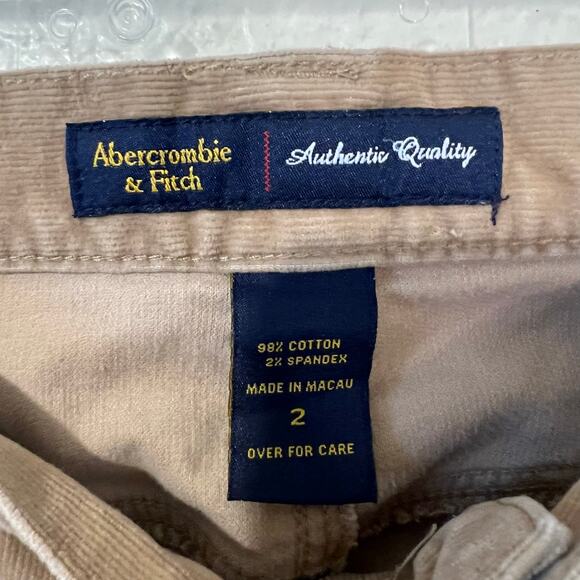 Abercrombie
& Fitch
Authentic Quality
98% COTTON
2% SPANDEX
MADE IN MACAU
2
OVER FOR CARE